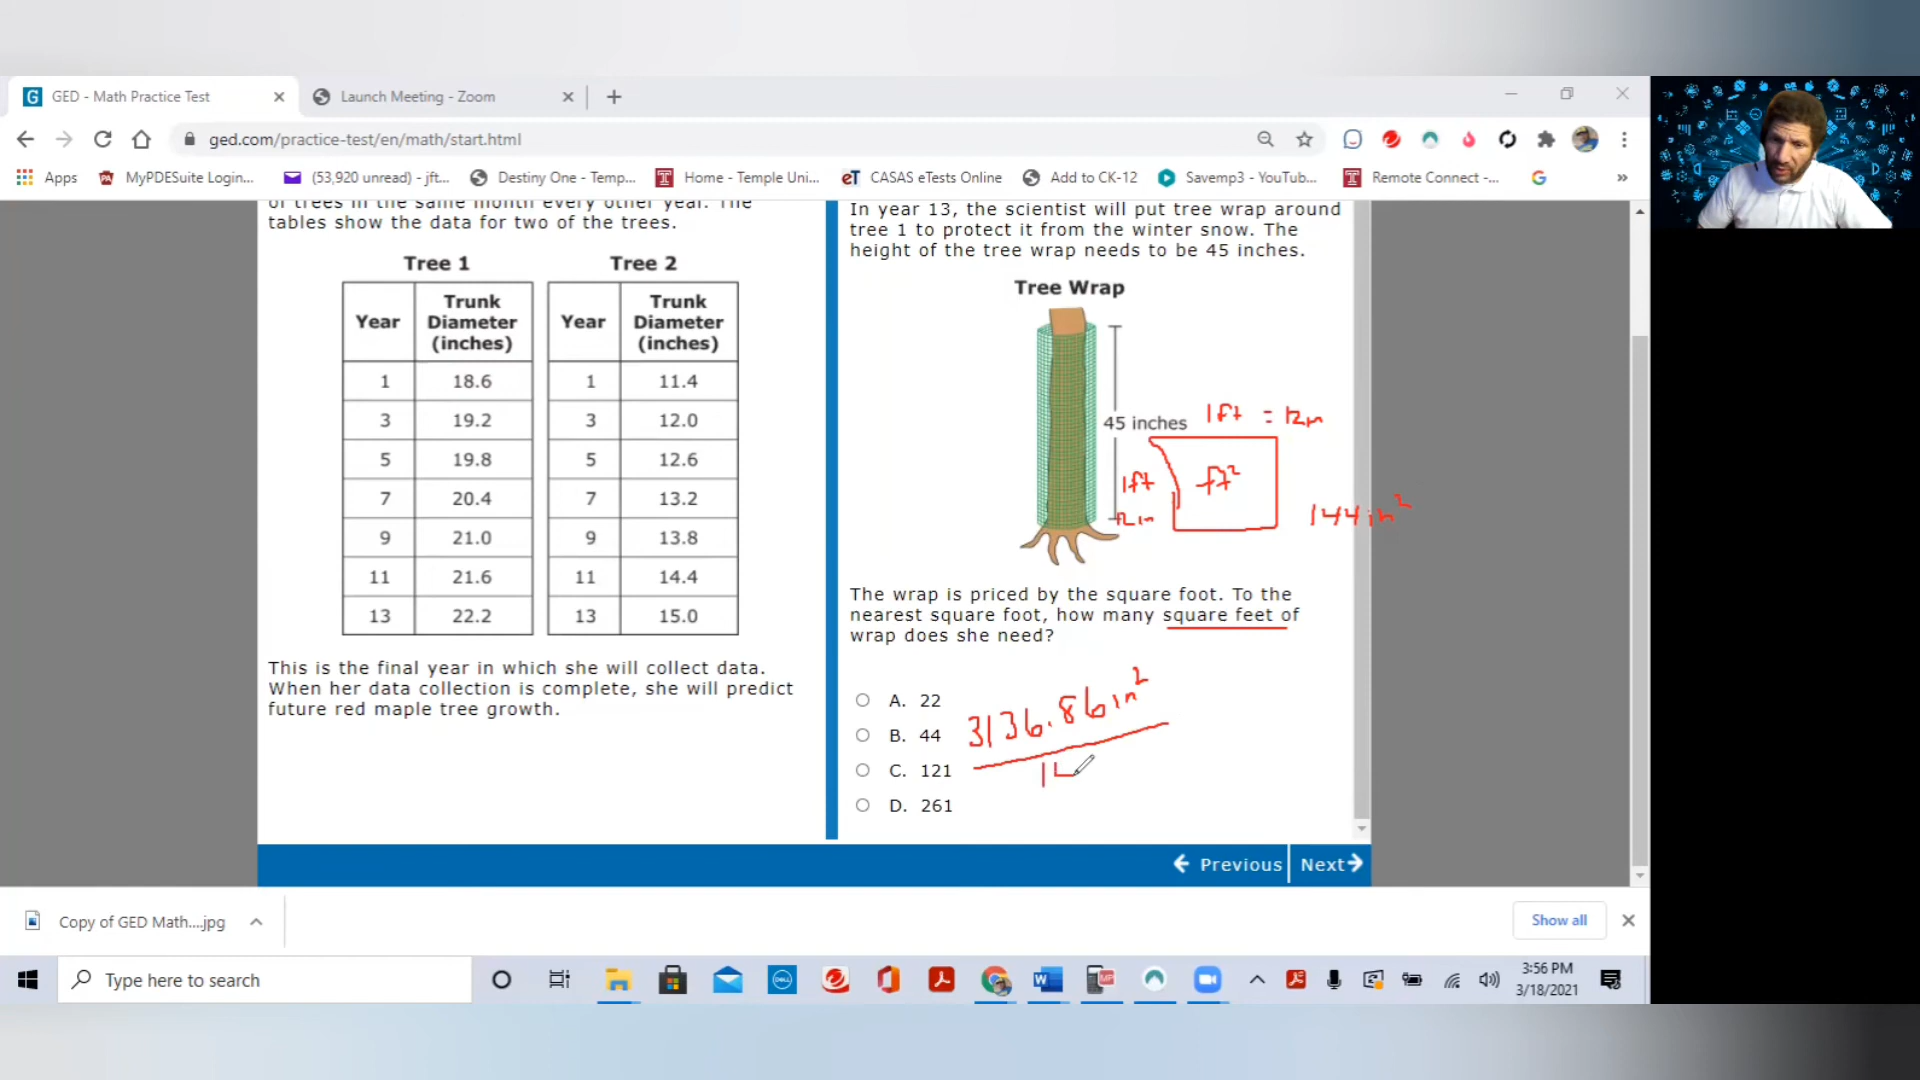 GED - Math Practice Test
Launch Meeting - Zoom
ged.com/practice-test/en/math/start.html
Apps
MyPDESuite Login...
(53,920 unread) - jft...
Destiny One - Temp...
Home - Temple Uni...
CASAS eTests Online
Add to CK-12
Savemp3 - YouTub...
Remote Connect -...
»
of trees in the same month every other year. The
tables show the data for two of the trees.
Tree 1
Year Trunk Diameter (inches)
1 18.6
3 19.2
5 19.8
7 20.4
9 21.0
11 21.6
13 22.2
Tree 2
Year Trunk Diameter (inches)
1 11.4
3 12.0
5 12.6
7 13.2
9 13.8
11 14.4
13 15.0
This is the final year in which she will collect data.
When her data collection is complete, she will predict
future red maple tree growth.
In year 13, the scientist will put tree wrap around
tree 1 to protect it from the winter snow. The
height of the tree wrap needs to be 45 inches.
Tree Wrap
45 inches
1ft = 12in
1ft
12in
ft²
144in²
The wrap is priced by the square foot. To the
nearest square foot, how many square feet of
wrap does she need?
A. 22
B. 44
C. 121
D. 261
3136.86in²
14
Previous
Next
Copy of GED Math....jpg
Show all
Type here to search
3:56 PM
3/18/2021